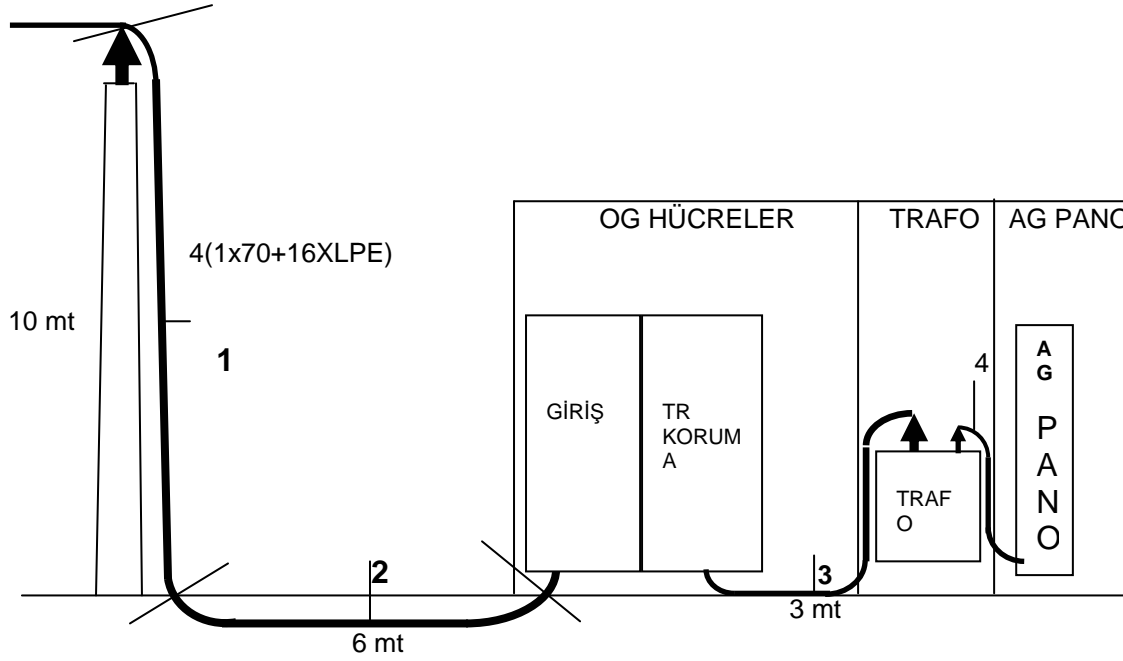 OG HÜCRELER
TRAFO
AG PANO
4(1x70+16XLPE)
10 mt
1
GİRİŞ
TR
KORUM
A
4
A
G
P
A
N
O
TRAF
O
2
6 mt
3
3 mt